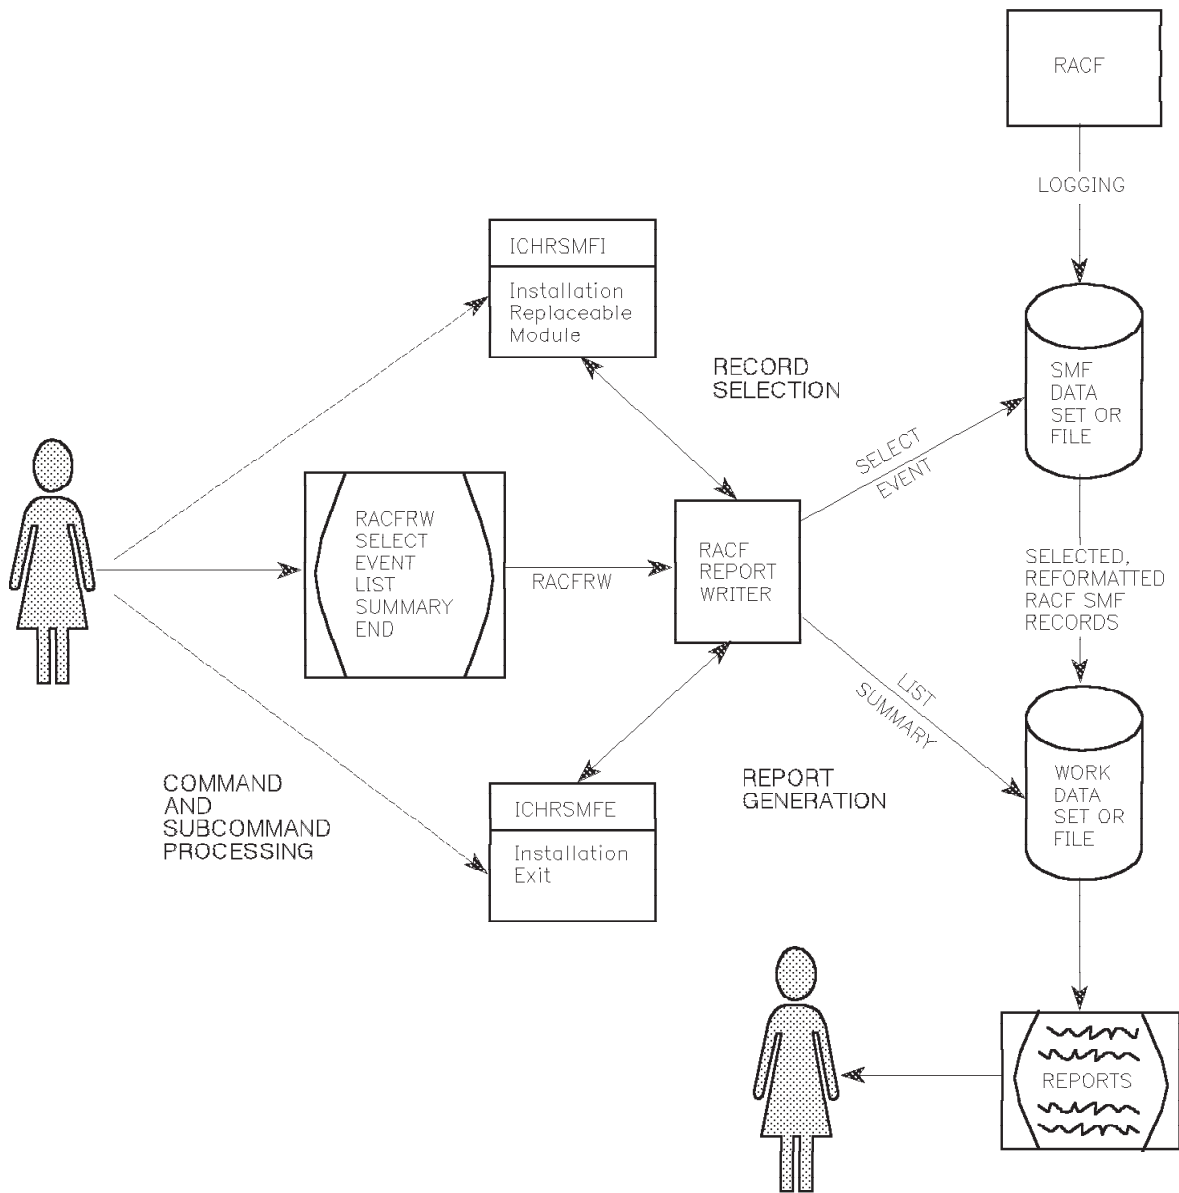 RACF
LOGGING
ICHRSMFI
Installation
Replaceable
Module
RECORD
SELECTION
SMF
DATA
SET OR
FILE
SELECT
EVENT
RACFRW
SELECT
EVENT
LIST
SUMMARY
END
RACFRW
RACF
REPORT
WRITER
SELECTED,
REFORMATTED
RACF SMF
RECORDS
LIST
SUMMARY
COMMAND
AND
SUBCOMMAND
PROCESSING
ICHRSMFE
Installation
Exit
REPORT
GENERATION
WORK
DATA
SET OR
FILE
REPORTS